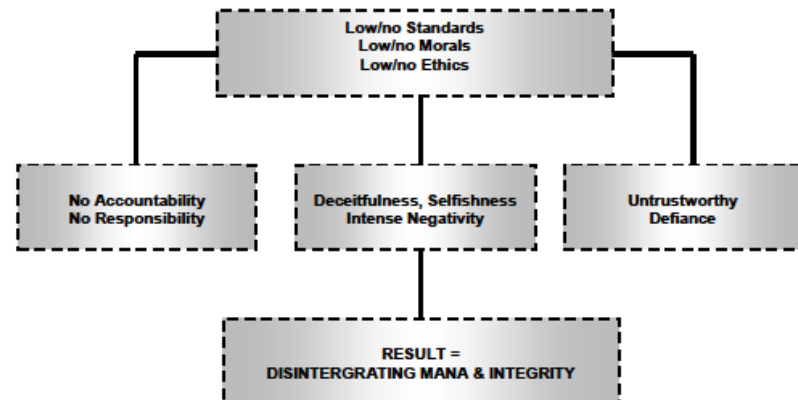 Low/no Standards
Low/no Morals
Low/no Ethics
No Accountability
No Responsibility
Deceitfulness, Selfishness
Intense Negativity
Untrustworthy
Defiance
RESULT =
DISINTERGRATING MANA & INTEGRITY